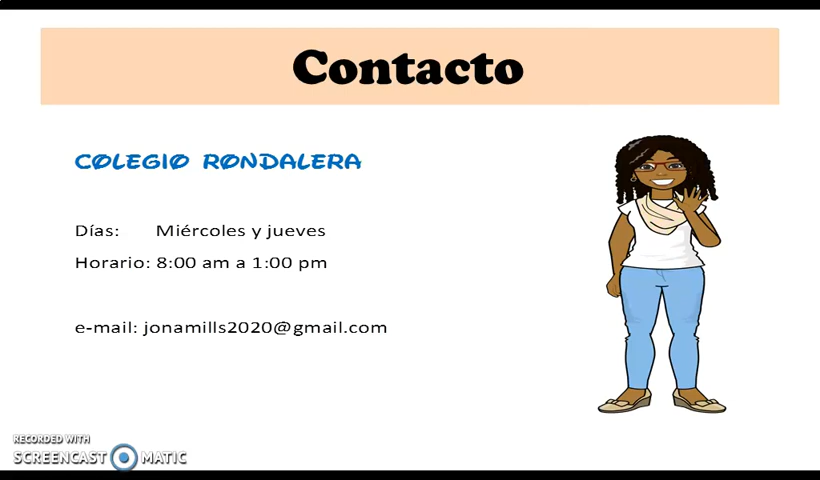 Contacto
COLEGIO RONDALERA
Días: Miércoles y jueves
Horario: 8:00 am a 1:00 pm
e-mail: jonamills2020@gmail.com
RECORDED WITH
SCREENCAST MATIC